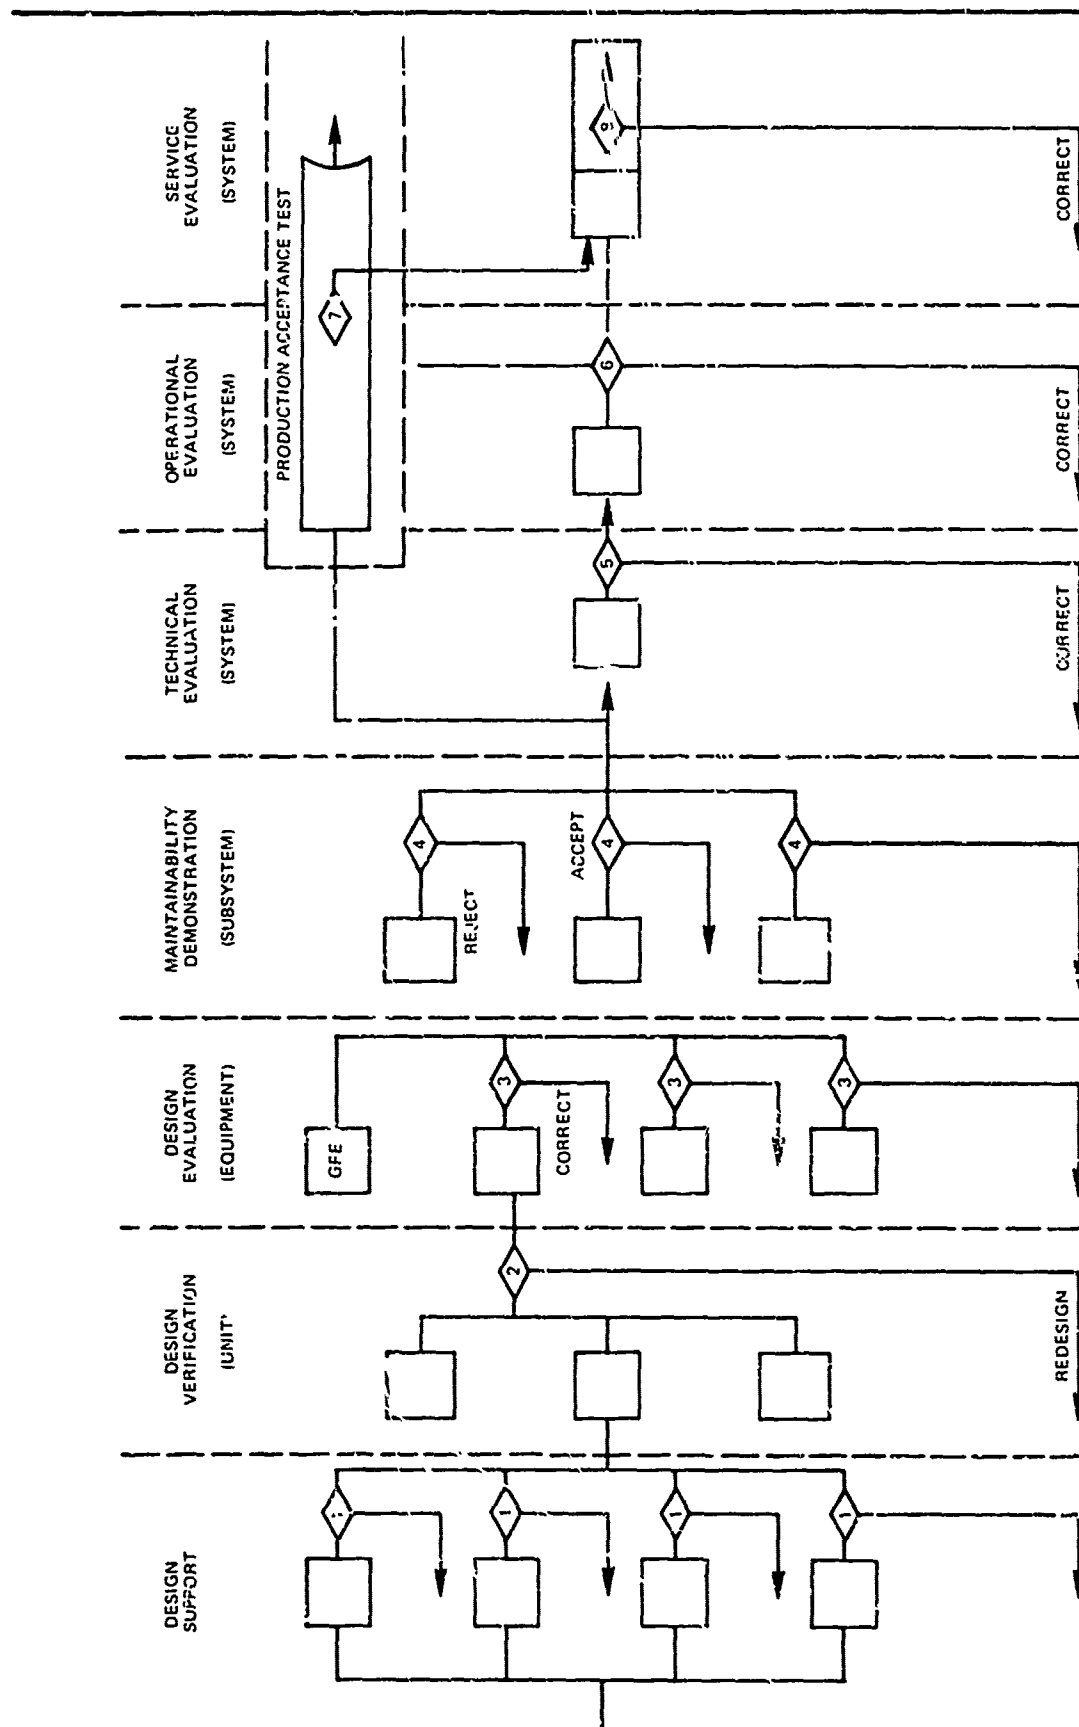 DESIGN
SUPPORT
DESIGN
VERIFICATION
(UNIT)
DESIGN
EVALUATION
(EQUIPMENT)
MAINTAINABILITY
DEMONSTRATION
(SUBSYSTEM)
TECHNICAL
EVALUATION
(SYSTEM)
OPERATIONAL
EVALUATION
(SYSTEM)
SERVICE
EVALUATION
(SYSTEM)
PRODUCTION ACCEPTANCE TEST
7
GFE
4
REJECT
1
2
3
CORRECT
ACCEPT
4
5
6
1
3
4
1
3
REDESIGN
CORRECT
CORRECT
CORRECT